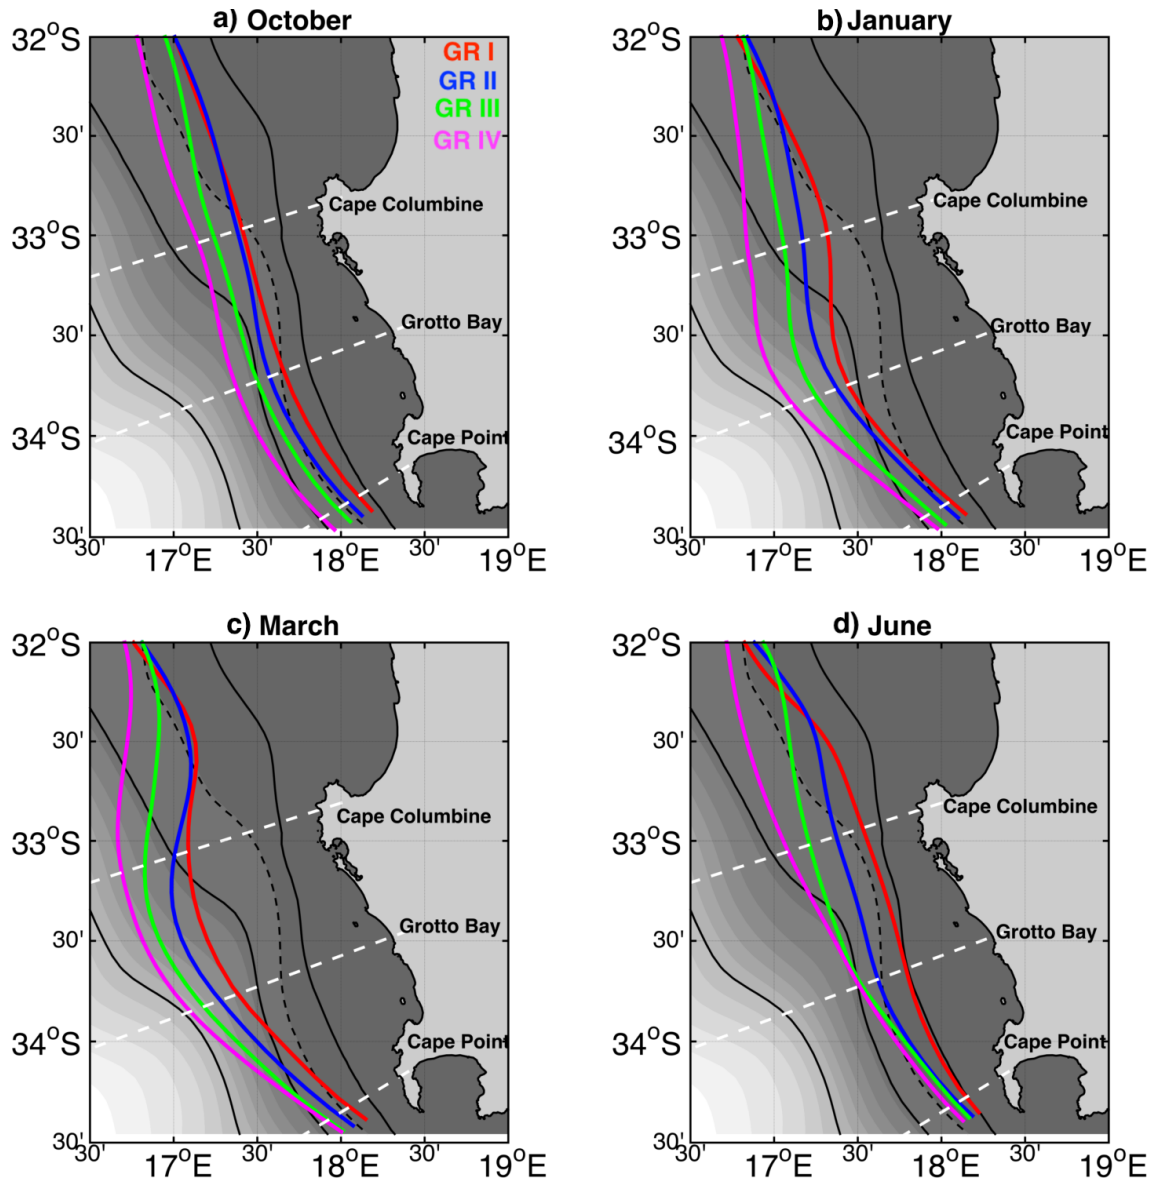 a) October
32°S
30'
33°S
30'
34°S
30'
30'
17°E
30'
18°E
30'
19°E
GR I
GR II
GR III
GR IV
Cape Columbine
Grotto Bay
Cape Point
b) January
32°S
30'
33°S
30'
34°S
30'
30'
17°E
30'
18°E
30'
19°E
Cape Columbine
Grotto Bay
Cape Point
c) March
32°S
30'
33°S
30'
34°S
30'
30'
17°E
30'
18°E
30'
19°E
Cape Columbine
Grotto Bay
Cape Point
d) June
32°S
30'
33°S
30'
34°S
30'
30'
17°E
30'
18°E
30'
19°E
Cape Columbine
Grotto Bay
Cape Point